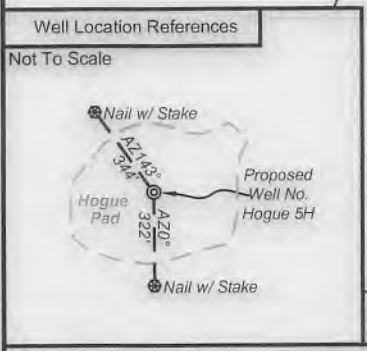 Well Location References
Not To Scale
Nail w/ Stake
AZ143°
344'
Proposed
Well No.
Hogue 5H
Hogue
Pad
AZ0°
322'
Nail w/ Stake